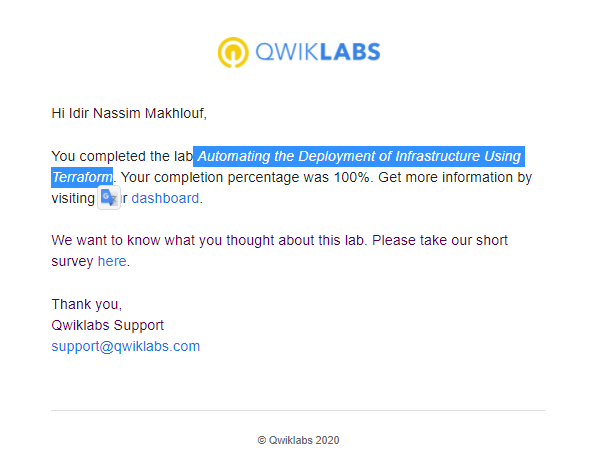 QWIKLABS
Hi Idir Nassim Makhlouf,
You completed the lab Automating the Deployment of Infrastructure Using
Terraform. Your completion percentage was 100%. Get more information by
visiting r dashboard.
We want to know what you thought about this lab. Please take our short
survey here.
Thank you,
Qwiklabs Support
support@qwiklabs.com
© Qwiklabs 2020